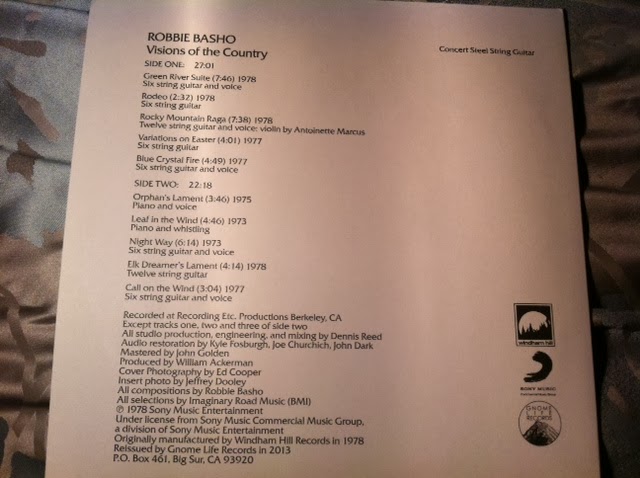 ROBBIE BASHO
Visions of the Country
Concert Steel String Guitar
SIDE ONE: 27:01
Green River Suite (7:46) 1978
Six string guitar and voice
Rodeo (2:32) 1978
Six string guitar
Rocky Mountain Raga (7:38) 1978
Twelve string guitar and voice: violin by Antoinette Marcus
Variations on Easter (4:01) 1977
Six string guitar
Blue Crystal Fire (4:49) 1977
Six string guitar and voice
SIDE TWO: 22:18
Orphan's Lament (3:46) 1975
Piano and voice
Leaf in the Wind (4:46) 1973
Piano and whistling
Night Way (6:14) 1973
Six string guitar and voice
Elk Dreamer's Lament (4:14) 1978
Twelve string guitar
Call on the Wind (3:04) 1977
Six string guitar and voice
Recorded at Recording Etc. Productions Berkeley, CA
Except tracks one, two and three of side two
All studio production, engineering, and mixing by Dennis Reed
Audio restoration by Kyle Fosburgh, Joe Churchich, John Dark
Mastered by John Golden
Produced by William Ackerman
Cover Photography by Ed Cooper
Insert photo by Jeffrey Dooley
All compositions by Robbie Basho
All selections by Imaginary Road Music (BMI)
℗ 1978 Sony Music Entertainment
Under license from Sony Music Commercial Music Group,
a division of Sony Music Entertainment
Originally manufactured by Windham Hill Records in 1978
Reissued by Gnome Life Records in 2013
P.O. Box 461, Big Sur, CA 93920
windham hill
SONY MUSIC
GNOME
LIFE
RECORDS